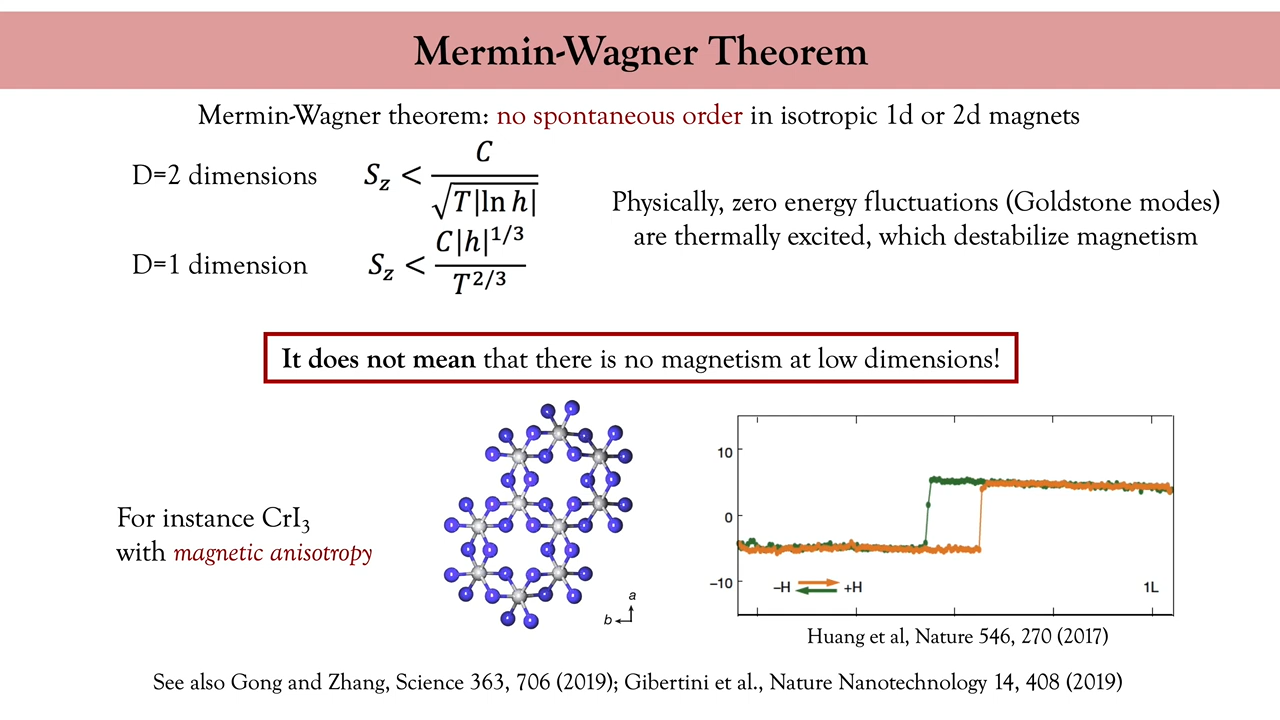 Mermin-Wagner Theorem
Mermin-Wagner theorem: no spontaneous order in isotropic 1d or 2d magnets
D=2 dimensions S_z < C / √(T|ln h|)
D=1 dimension S_z < C|h|^{1/3} / T^{2/3}
Physically, zero energy fluctuations (Goldstone modes)
are thermally excited, which destabilize magnetism
It does not mean that there is no magnetism at low dimensions!
For instance CrI₃
with magnetic anisotropy
a
b
10
0
−10
−H +H
1L
Huang et al, Nature 546, 270 (2017)
See also Gong and Zhang, Science 363, 706 (2019); Gibertini et al., Nature Nanotechnology 14, 408 (2019)